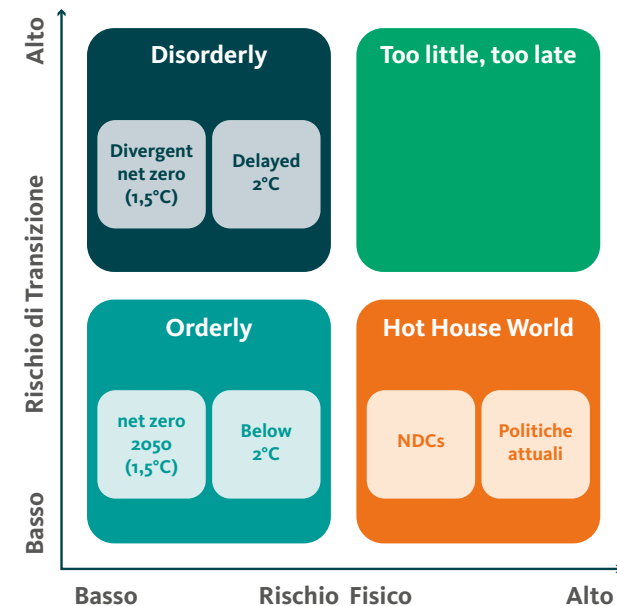 Alto
Rischio di Transizione
Basso
Disorderly
Divergent
net zero
(1,5°C)
Delayed
2°C
Too little, too late
Orderly
net zero
2050
(1,5°C)
Below
2°C
Hot House World
NDCs
Politiche
attuali
Basso
Rischio Fisico
Alto